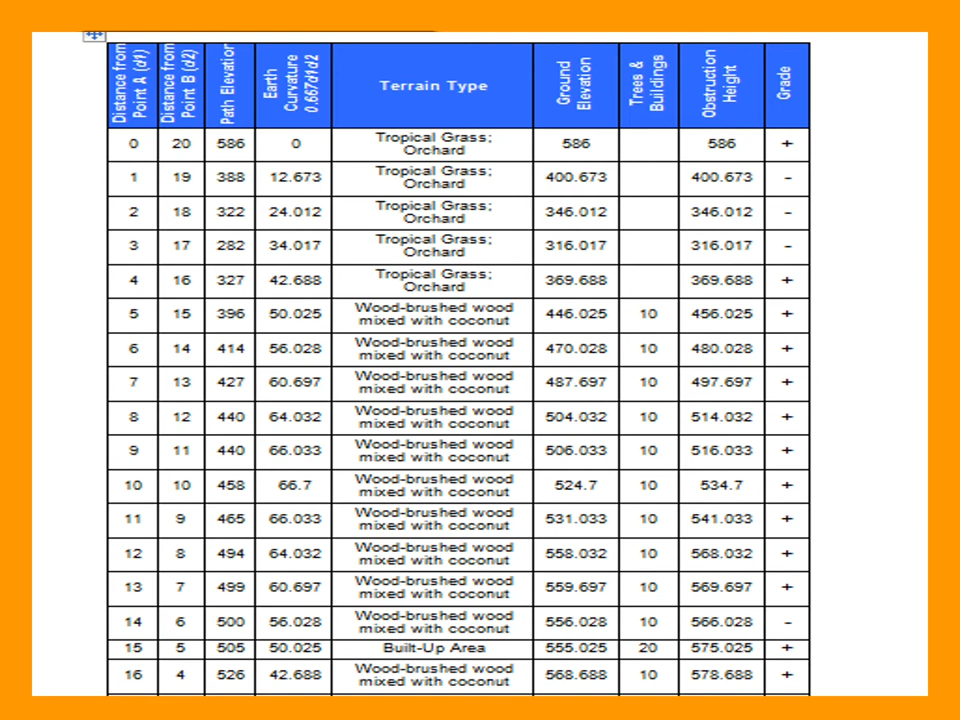 Distance from Point A (d1) Distance from Point B (d2) Path Elevation Earth Curvature 0.667d1d2 Terrain Type Ground Elevation Trees & Buildings Obstruction Height Grade
0 20 586 0 Tropical Grass; Orchard 586 586 +
1 19 388 12.673 Tropical Grass; Orchard 400.673 400.673 -
2 18 322 24.012 Tropical Grass; Orchard 346.012 346.012 -
3 17 282 34.017 Tropical Grass; Orchard 316.017 316.017 -
4 16 327 42.688 Tropical Grass; Orchard 369.688 369.688 +
5 15 396 50.025 Wood-brushed wood mixed with coconut 446.025 10 456.025 +
6 14 414 56.028 Wood-brushed wood mixed with coconut 470.028 10 480.028 +
7 13 427 60.697 Wood-brushed wood mixed with coconut 487.697 10 497.697 +
8 12 440 64.032 Wood-brushed wood mixed with coconut 504.032 10 514.032 +
9 11 440 66.033 Wood-brushed wood mixed with coconut 506.033 10 516.033 +
10 10 458 66.7 Wood-brushed wood mixed with coconut 524.7 10 534.7 +
11 9 465 66.033 Wood-brushed wood mixed with coconut 531.033 10 541.033 +
12 8 494 64.032 Wood-brushed wood mixed with coconut 558.032 10 568.032 +
13 7 499 60.697 Wood-brushed wood mixed with coconut 559.697 10 569.697 +
14 6 500 56.028 Wood-brushed wood mixed with coconut 556.028 10 566.028 -
15 5 505 50.025 Built-Up Area 555.025 20 575.025 +
16 4 526 42.688 Wood-brushed wood mixed with coconut 568.688 10 578.688 +